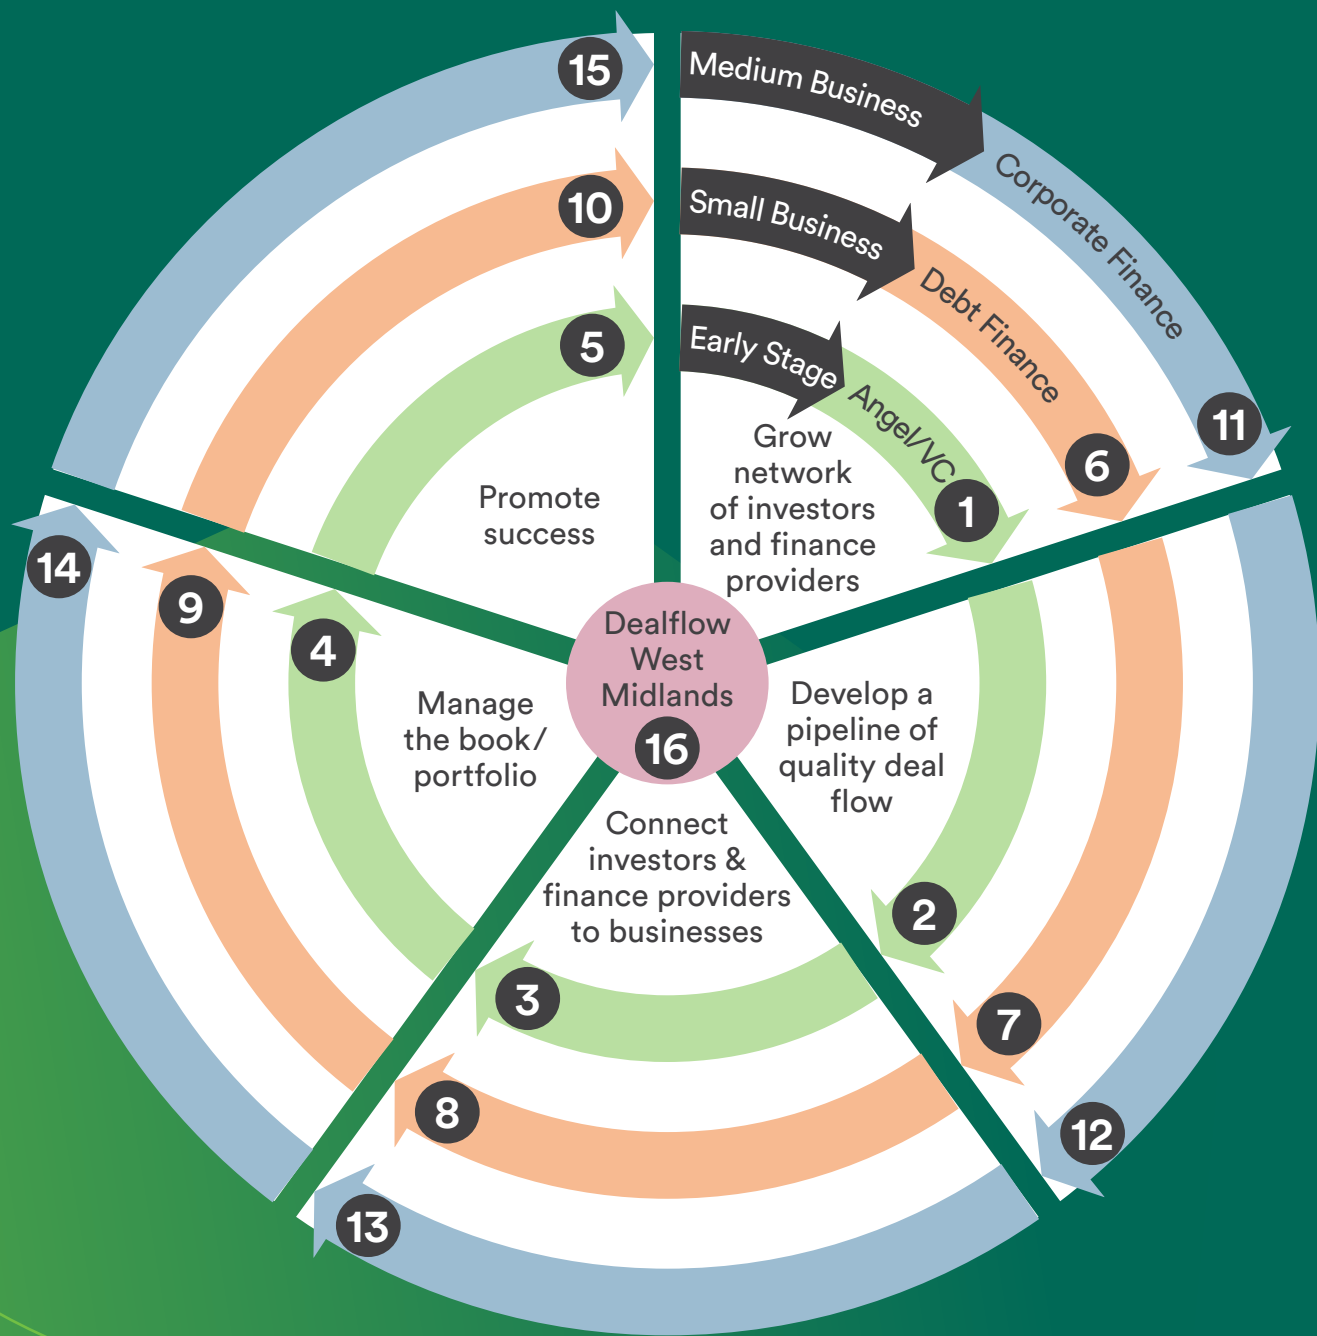 Medium Business
Corporate Finance
11
Small Business
Debt Finance
6
Early Stage
Angel/VC
1
Grow
network
of investors
and finance
providers
Develop a
pipeline of
quality deal
flow
2
7
12
Connect
investors &
finance providers
to businesses
3
8
13
Manage
the book/
portfolio
4
9
14
Promote
success
5
10
15
Dealflow
West
Midlands
16